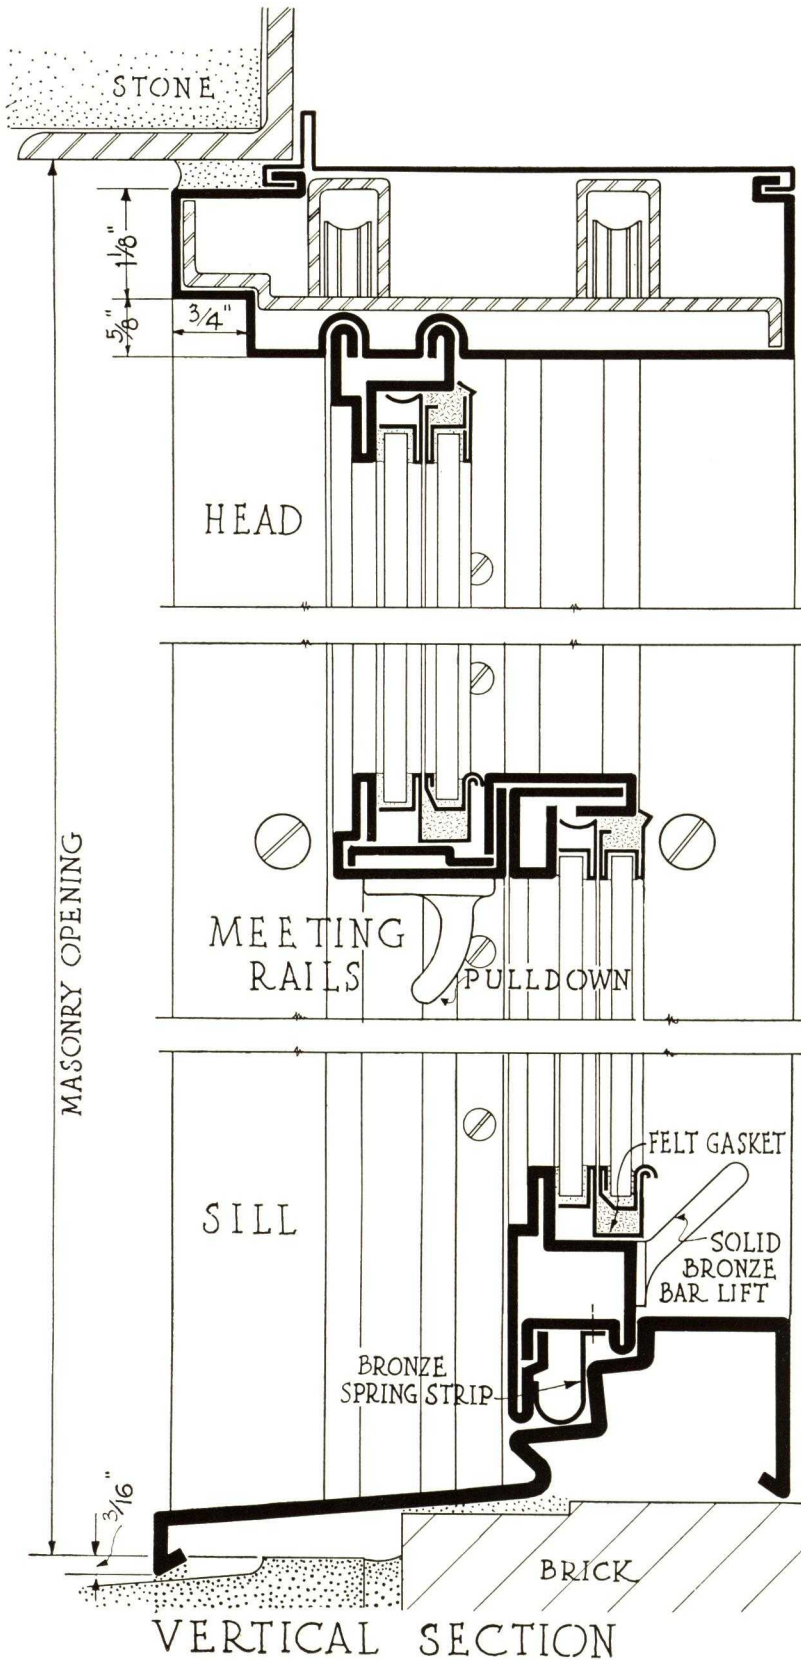 STONE
1 1/8"
5/8"
3/4"
HEAD
MASONRY OPENING
MEETING
RAILS
PULLDOWN
FELT GASKET
SILL
SOLID
BRONZE
BAR LIFT
BRONZE
SPRING STRIP
3/16"
BRICK
VERTICAL SECTION